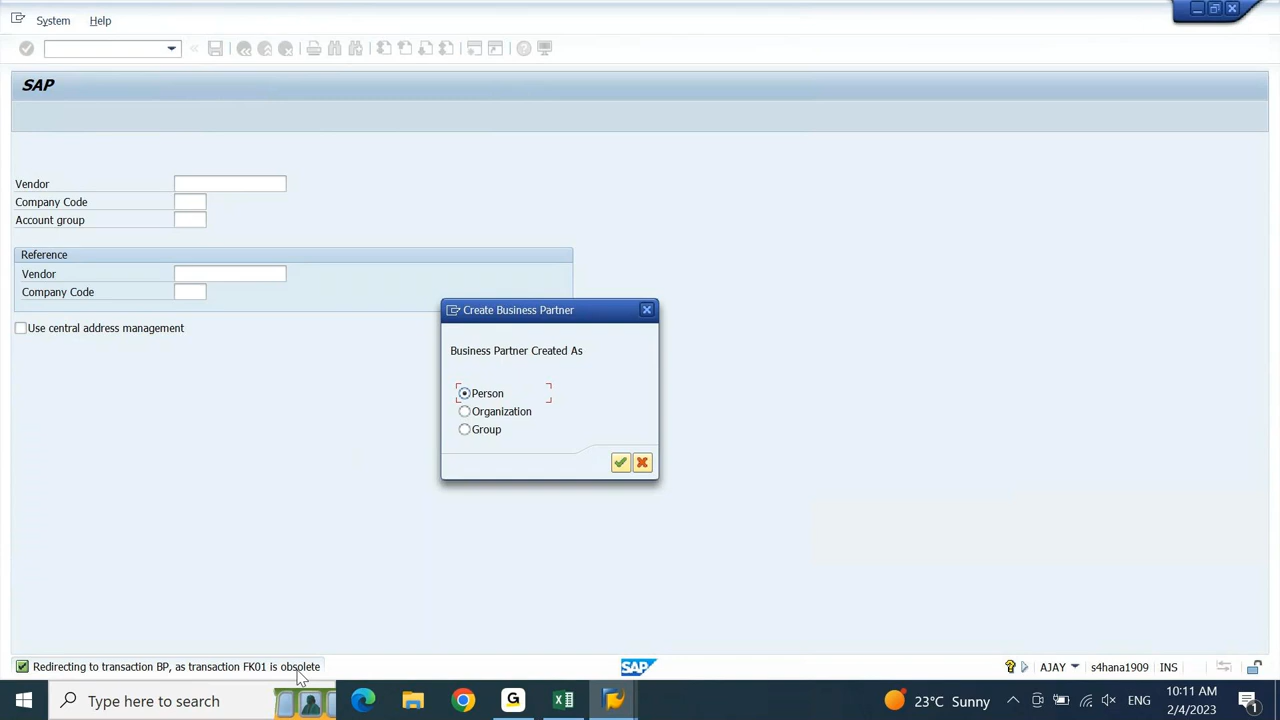 System Help
SAP
Vendor
Company Code
Account group
Reference
Vendor
Company Code
Use central address management
Create Business Partner
Business Partner Created As
Person
Organization
Group
Redirecting to transaction BP, as transaction FK01 is obsolete
SAP
AJAY
s4hana1909
INS
Type here to search
23°C Sunny
ENG
10:11 AM
2/4/2023
1